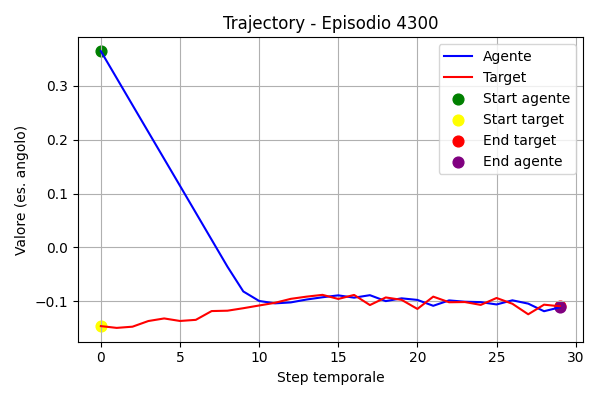 Trajectory - Episodio 4300
Valore (es. angolo)
0.3
0.2
0.1
0.0
−0.1
Agente
Target
Start agente
Start target
End target
End agente
0 5 10 15 20 25 30
Step temporale